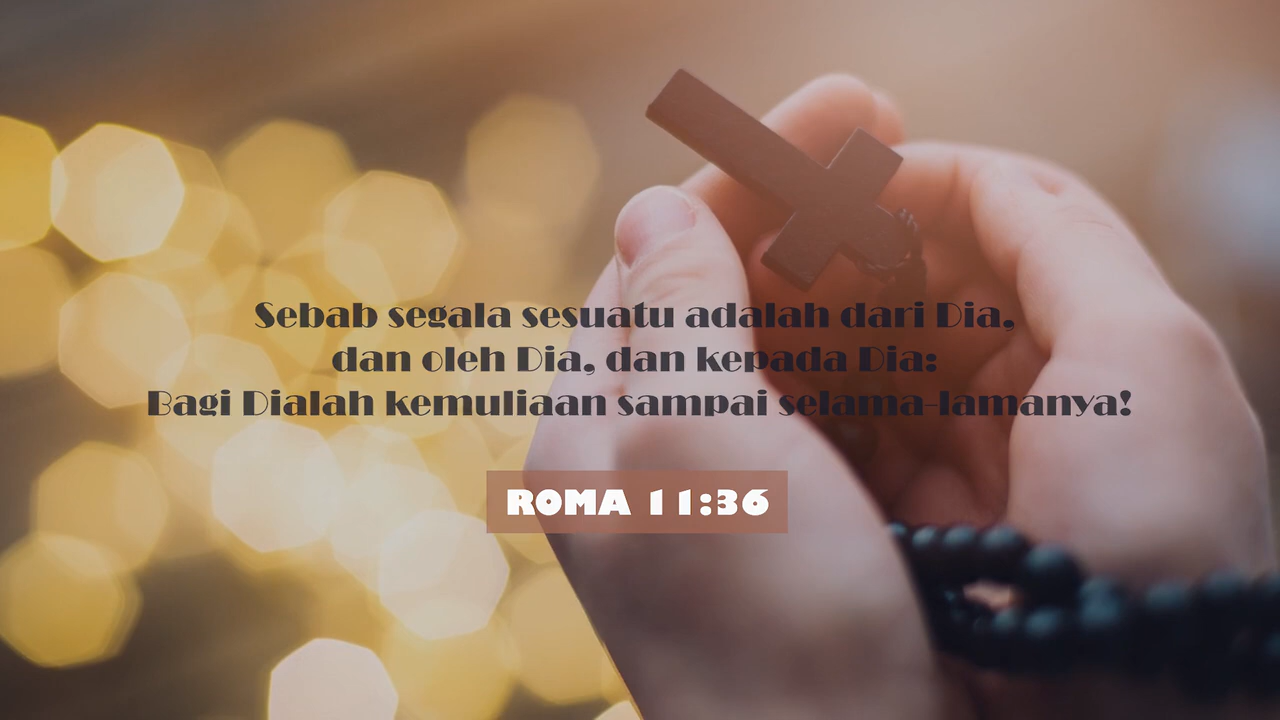 Sebab segala sesuatu adalah dari Dia,
dan oleh Dia, dan kepada Dia:
Bagi Dialah kemuliaan sampai selama-lamanya!
ROMA 11:36